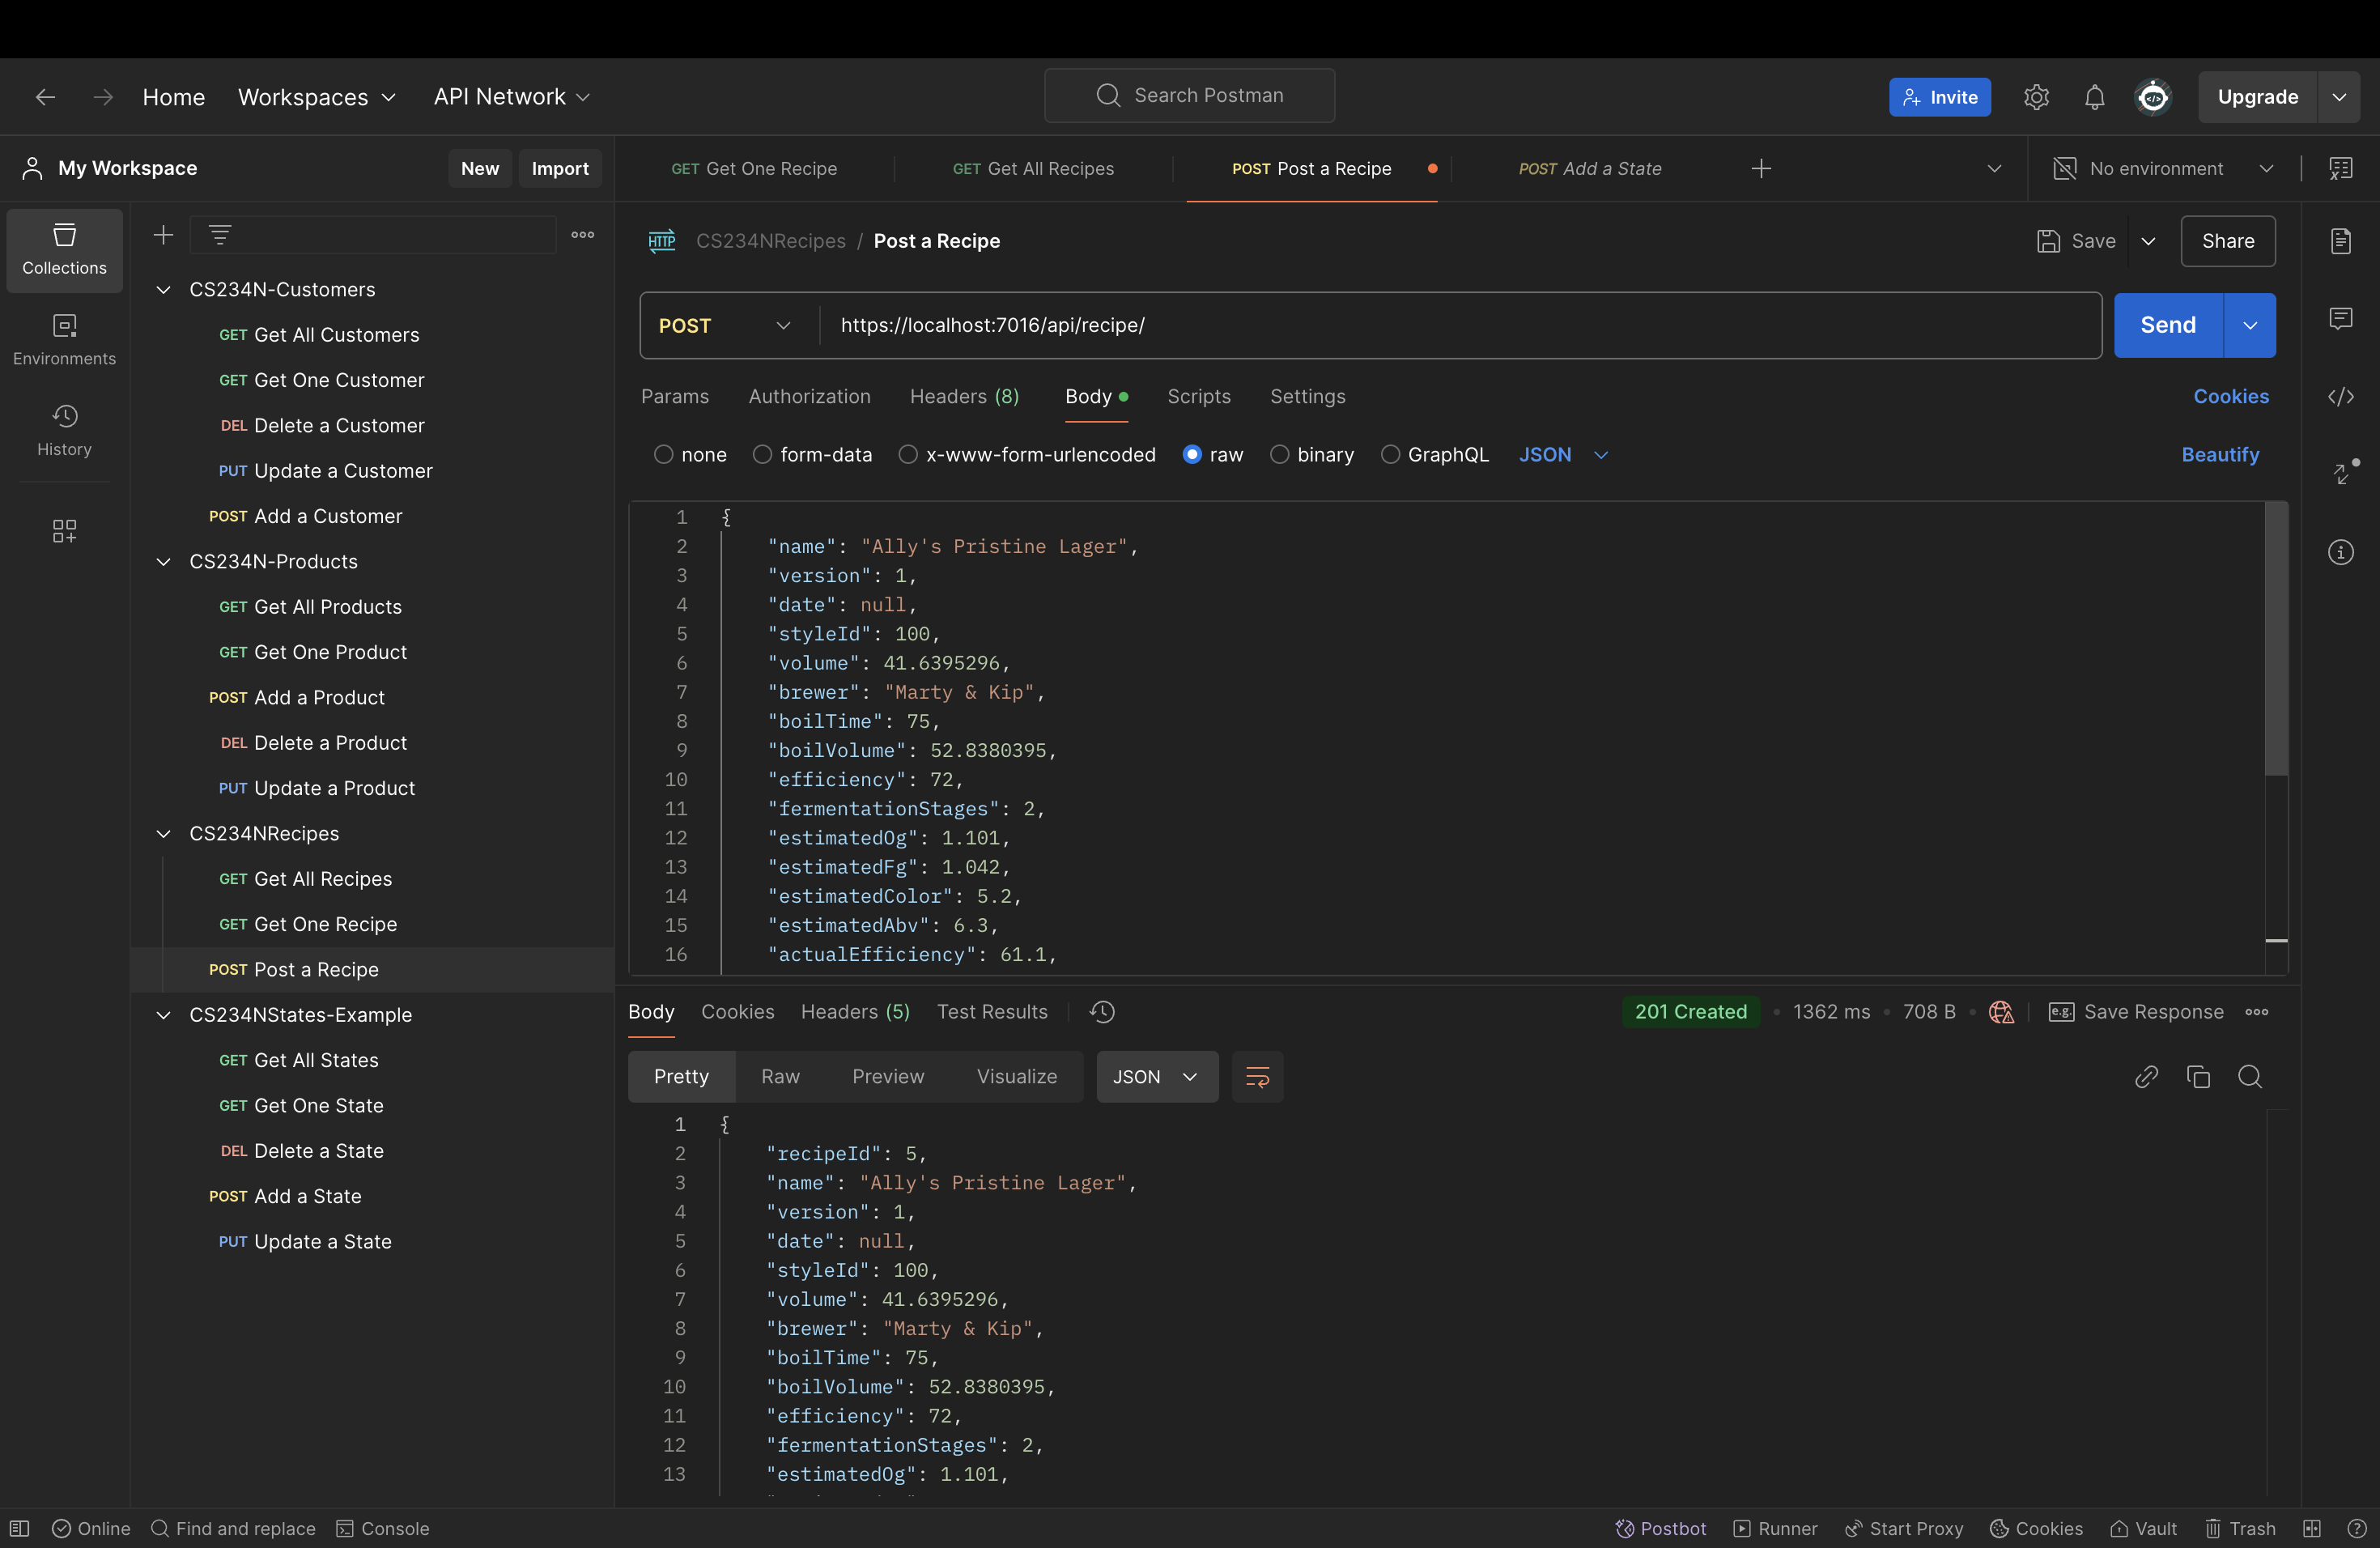 Home Workspaces API Network Search Postman Invite Upgrade
My Workspace New Import
GET Get One Recipe GET Get All Recipes POST Post a Recipe POST Add a State No environment
Collections
Environments
History
CS234N-Customers
GET Get All Customers
GET Get One Customer
DEL Delete a Customer
PUT Update a Customer
POST Add a Customer
CS234N-Products
GET Get All Products
GET Get One Product
POST Add a Product
DEL Delete a Product
PUT Update a Product
CS234NRecipes
GET Get All Recipes
GET Get One Recipe
POST Post a Recipe
CS234NStates-Example
GET Get All States
GET Get One State
DEL Delete a State
POST Add a State
PUT Update a State
HTTP CS234NRecipes / Post a Recipe Save Share
POST https://localhost:7016/api/recipe/ Send
Params Authorization Headers (8) Body Scripts Settings Cookies
none form-data x-www-form-urlencoded raw binary GraphQL JSON Beautify
1 {
2 "name": "Ally's Pristine Lager",
3 "version": 1,
4 "date": null,
5 "styleId": 100,
6 "volume": 41.6395296,
7 "brewer": "Marty & Kip",
8 "boilTime": 75,
9 "boilVolume": 52.8380395,
10 "efficiency": 72,
11 "fermentationStages": 2,
12 "estimatedOg": 1.101,
13 "estimatedFg": 1.042,
14 "estimatedColor": 5.2,
15 "estimatedAbv": 6.3,
16 "actualEfficiency": 61.1,
Body Cookies Headers (5) Test Results 201 Created 1362 ms 708 B e.g. Save Response
Pretty Raw Preview Visualize JSON
1 {
2 "recipeId": 5,
3 "name": "Ally's Pristine Lager",
4 "version": 1,
5 "date": null,
6 "styleId": 100,
7 "volume": 41.6395296,
8 "brewer": "Marty & Kip",
9 "boilTime": 75,
10 "boilVolume": 52.8380395,
11 "efficiency": 72,
12 "fermentationStages": 2,
13 "estimatedOg": 1.101,
Online Find and replace Console Postbot Runner Start Proxy Cookies Vault Trash